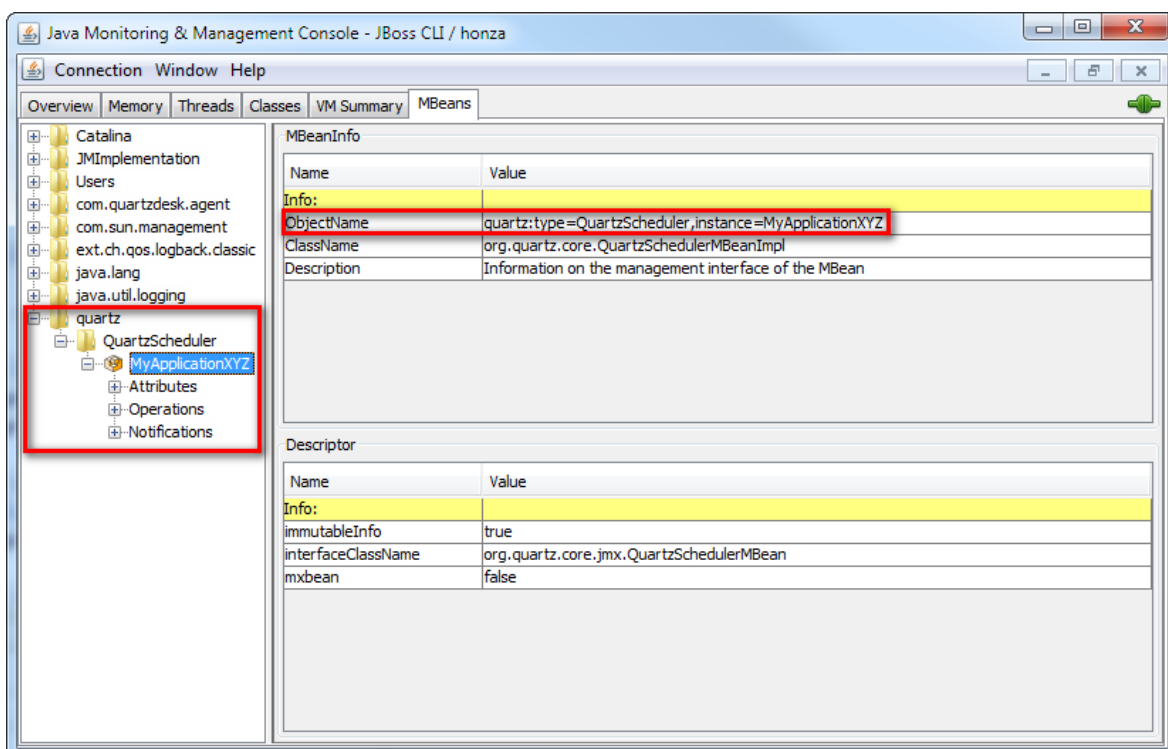 Java Monitoring & Management Console - JBoss CLI / honza
Connection Window Help
Overview Memory Threads Classes VM Summary MBeans
Catalina
JMImplementation
Users
com.quartzdesk.agent
com.sun.management
ext.ch.qos.logback.classic
java.lang
java.util.logging
quartz
QuartzScheduler
MyApplicationXYZ
Attributes
Operations
Notifications
MBeanInfo
Name Value
Info:
ObjectName quartz:type=QuartzScheduler,instance=MyApplicationXYZ
ClassName org.quartz.core.QuartzSchedulerMBeanImpl
Description Information on the management interface of the MBean
Descriptor
Name Value
Info:
immutableInfo true
interfaceClassName org.quartz.core.jmx.QuartzSchedulerMBean
mxbean false